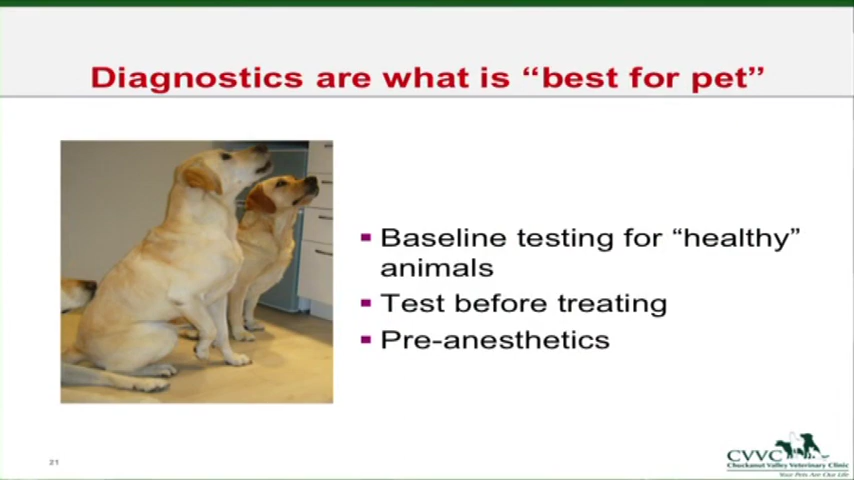 Diagnostics are what is “best for pet”
▪ Baseline testing for “healthy”
animals
▪ Test before treating
▪ Pre-anesthetics
21
CVVC
Chuckanut Valley Veterinary Clinic
Your Pets Are Our Life